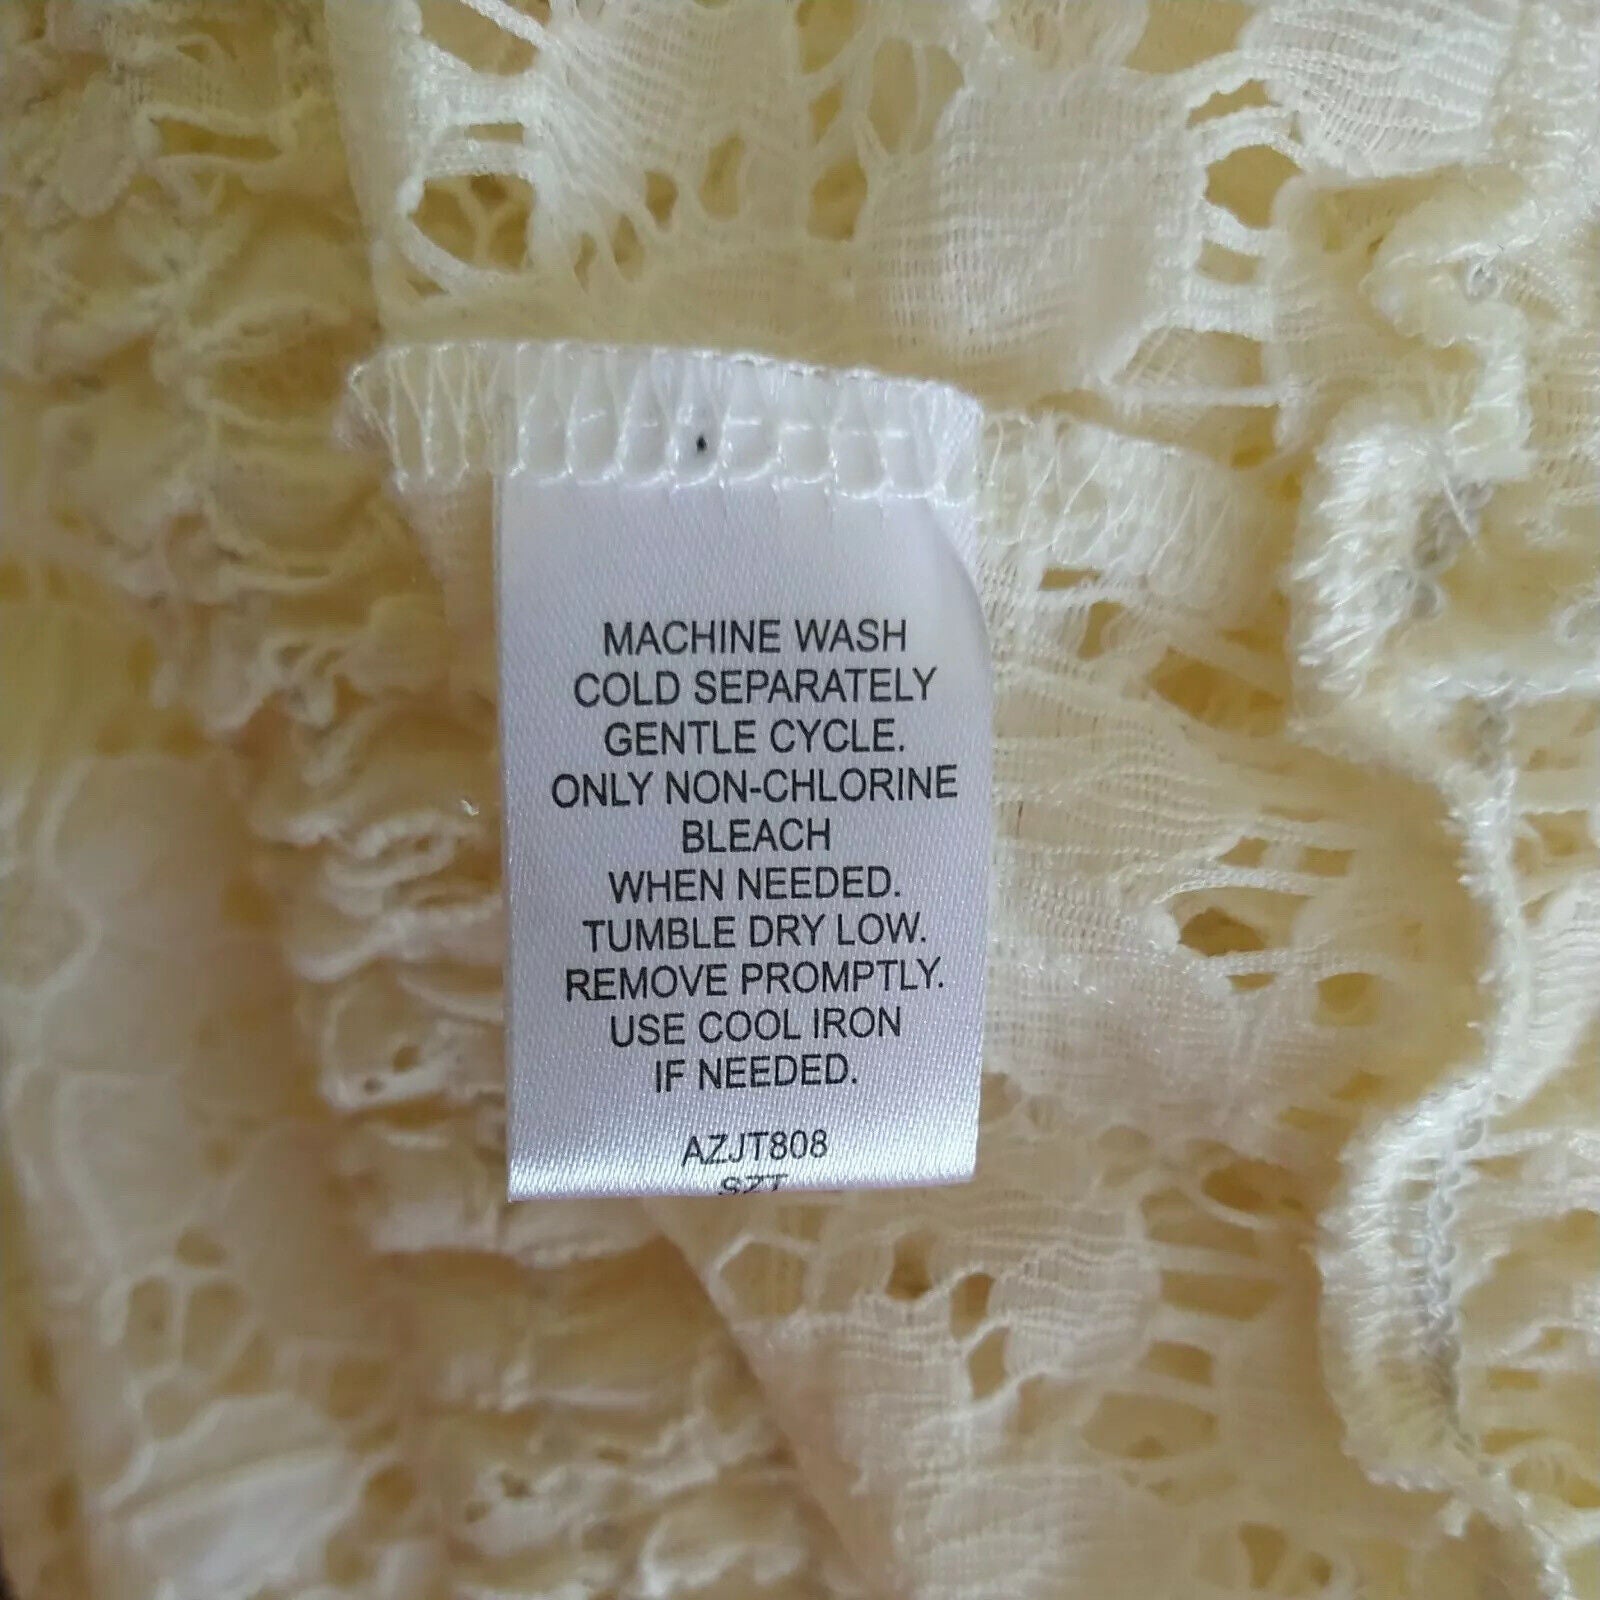 MACHINE WASH
COLD SEPARATELY
GENTLE CYCLE.
ONLY NON-CHLORINE
BLEACH
WHEN NEEDED.
TUMBLE DRY LOW.
REMOVE PROMPTLY.
USE COOL IRON
IF NEEDED.
AZJT808
SZT